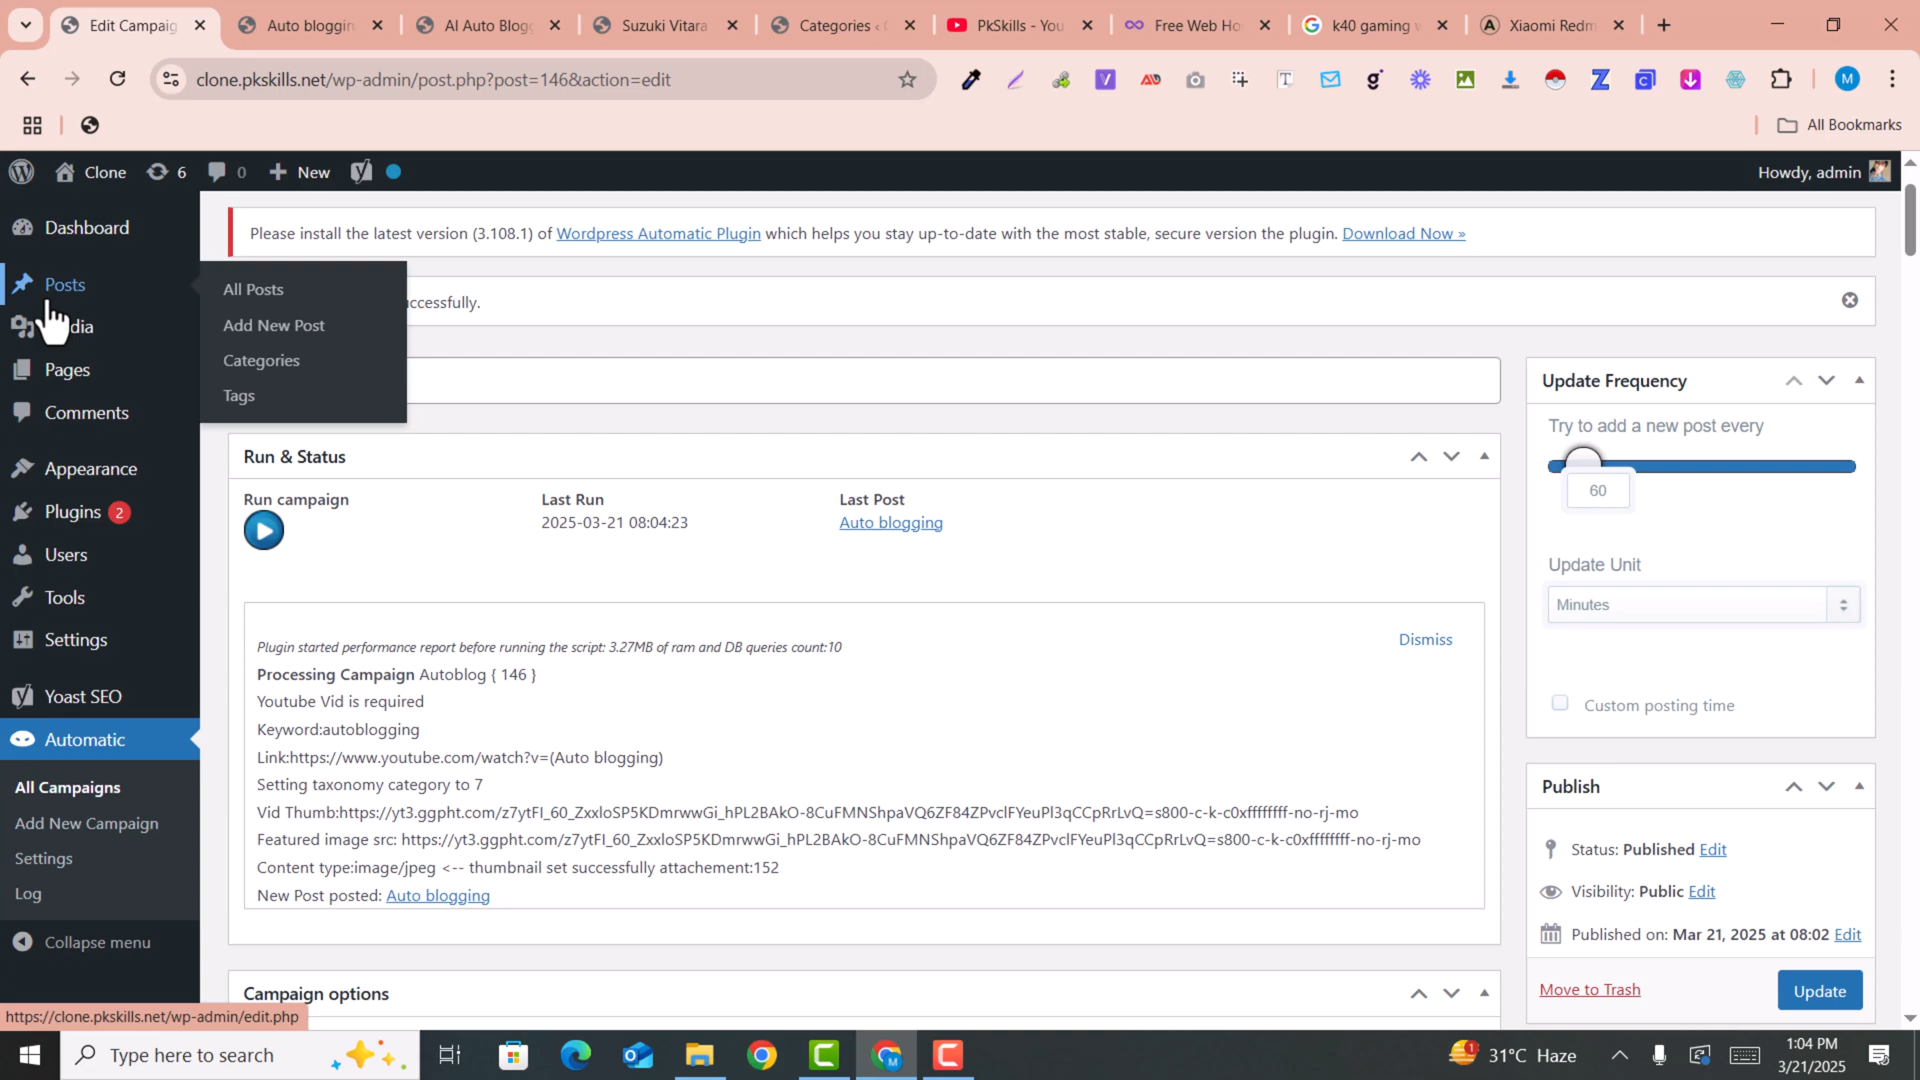 Edit Campaig
Auto bloggin
AI Auto Blog
Suzuki Vitara
Categories ‹
PkSkills - You
Free Web Ho
k40 gaming
Xiaomi Redm
clone.pkskills.net/wp-admin/post.php?post=146&action=edit
All Bookmarks
Clone
6
0
New
Howdy, admin
Dashboard
Posts
dia
Pages
Comments
Appearance
Plugins 2
Users
Tools
Settings
Yoast SEO
Automatic
All Campaigns
Add New Campaign
Settings
Log
Collapse menu
All Posts
Add New Post
Categories
Tags
Please install the latest version (3.108.1) of Wordpress Automatic Plugin which helps you stay up-to-date with the most stable, secure version the plugin. Download Now »
ccessfully.
Run & Status
Run campaign
Last Run
2025-03-21 08:04:23
Last Post
Auto blogging
Dismiss
Plugin started performance report before running the script: 3.27MB of ram and DB queries count:10
Processing Campaign Autoblog { 146 }
Youtube Vid is required
Keyword:autoblogging
Link:https://www.youtube.com/watch?v=(Auto blogging)
Setting taxonomy category to 7
Vid Thumb:https://yt3.ggpht.com/z7ytFI_60_ZxxloSP5KDmrwwGi_hPL2BAkO-8CuFMNShpaVQ6ZF84ZPvclFYeuPl3qCCpRrLvQ=s800-c-k-c0xffffffff-no-rj-mo
Featured image src: https://yt3.ggpht.com/z7ytFI_60_ZxxloSP5KDmrwwGi_hPL2BAkO-8CuFMNShpaVQ6ZF84ZPvclFYeuPl3qCCpRrLvQ=s800-c-k-c0xffffffff-no-rj-mo
Content type:image/jpeg <-- thumbnail set successfully attachement:152
New Post posted: Auto blogging
Campaign options
Update Frequency
Try to add a new post every
60
Update Unit
Minutes
Custom posting time
Publish
Status: Published Edit
Visibility: Public Edit
Published on: Mar 21, 2025 at 08:02 Edit
Move to Trash
Update
https://clone.pkskills.net/wp-admin/edit.php
Type here to search
31°C Haze
1:04 PM
3/21/2025